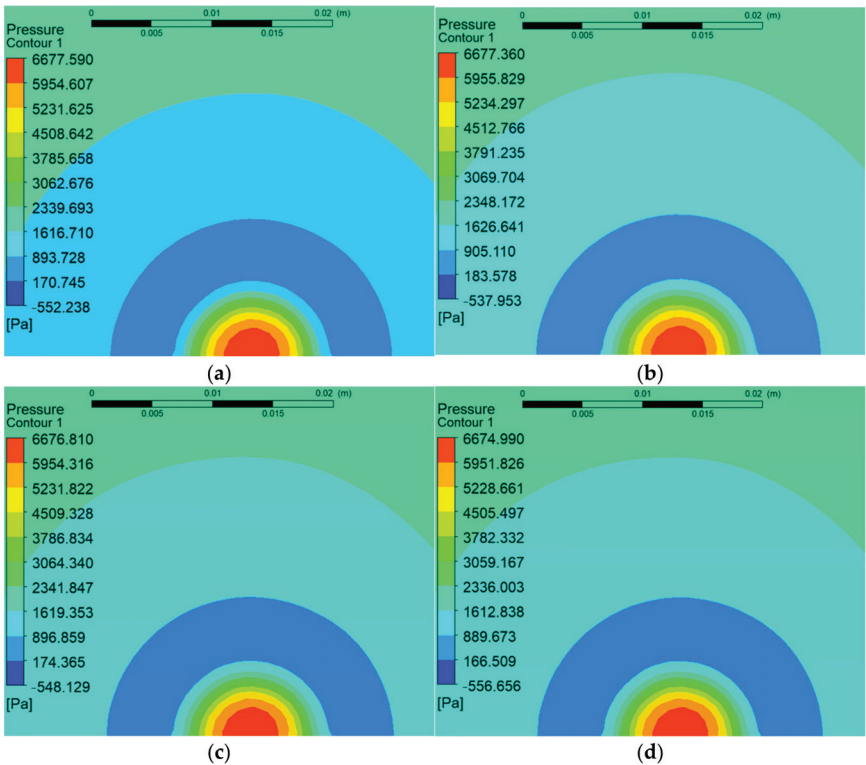 0 0.01 0.02 (m)
0.005 0.015
Pressure
Contour 1
6677.590
5954.607
5231.625
4508.642
3785.658
3062.676
2339.693
1616.710
893.728
170.745
-552.238
[Pa]
(a)
0 0.01 0.02 (m)
0.005 0.015
Pressure
Contour 1
6677.360
5955.829
5234.297
4512.766
3791.235
3069.704
2348.172
1626.641
905.110
183.578
-537.953
[Pa]
(b)
0 0.01 0.02 (m)
0.005 0.015
Pressure
Contour 1
6676.810
5954.316
5231.822
4509.328
3786.834
3064.340
2341.847
1619.353
896.859
174.365
-548.129
[Pa]
(c)
0 0.01 0.02 (m)
0.005 0.015
Pressure
Contour 1
6674.990
5951.826
5228.661
4505.497
3782.332
3059.167
2336.003
1612.838
889.673
166.509
-556.656
[Pa]
(d)